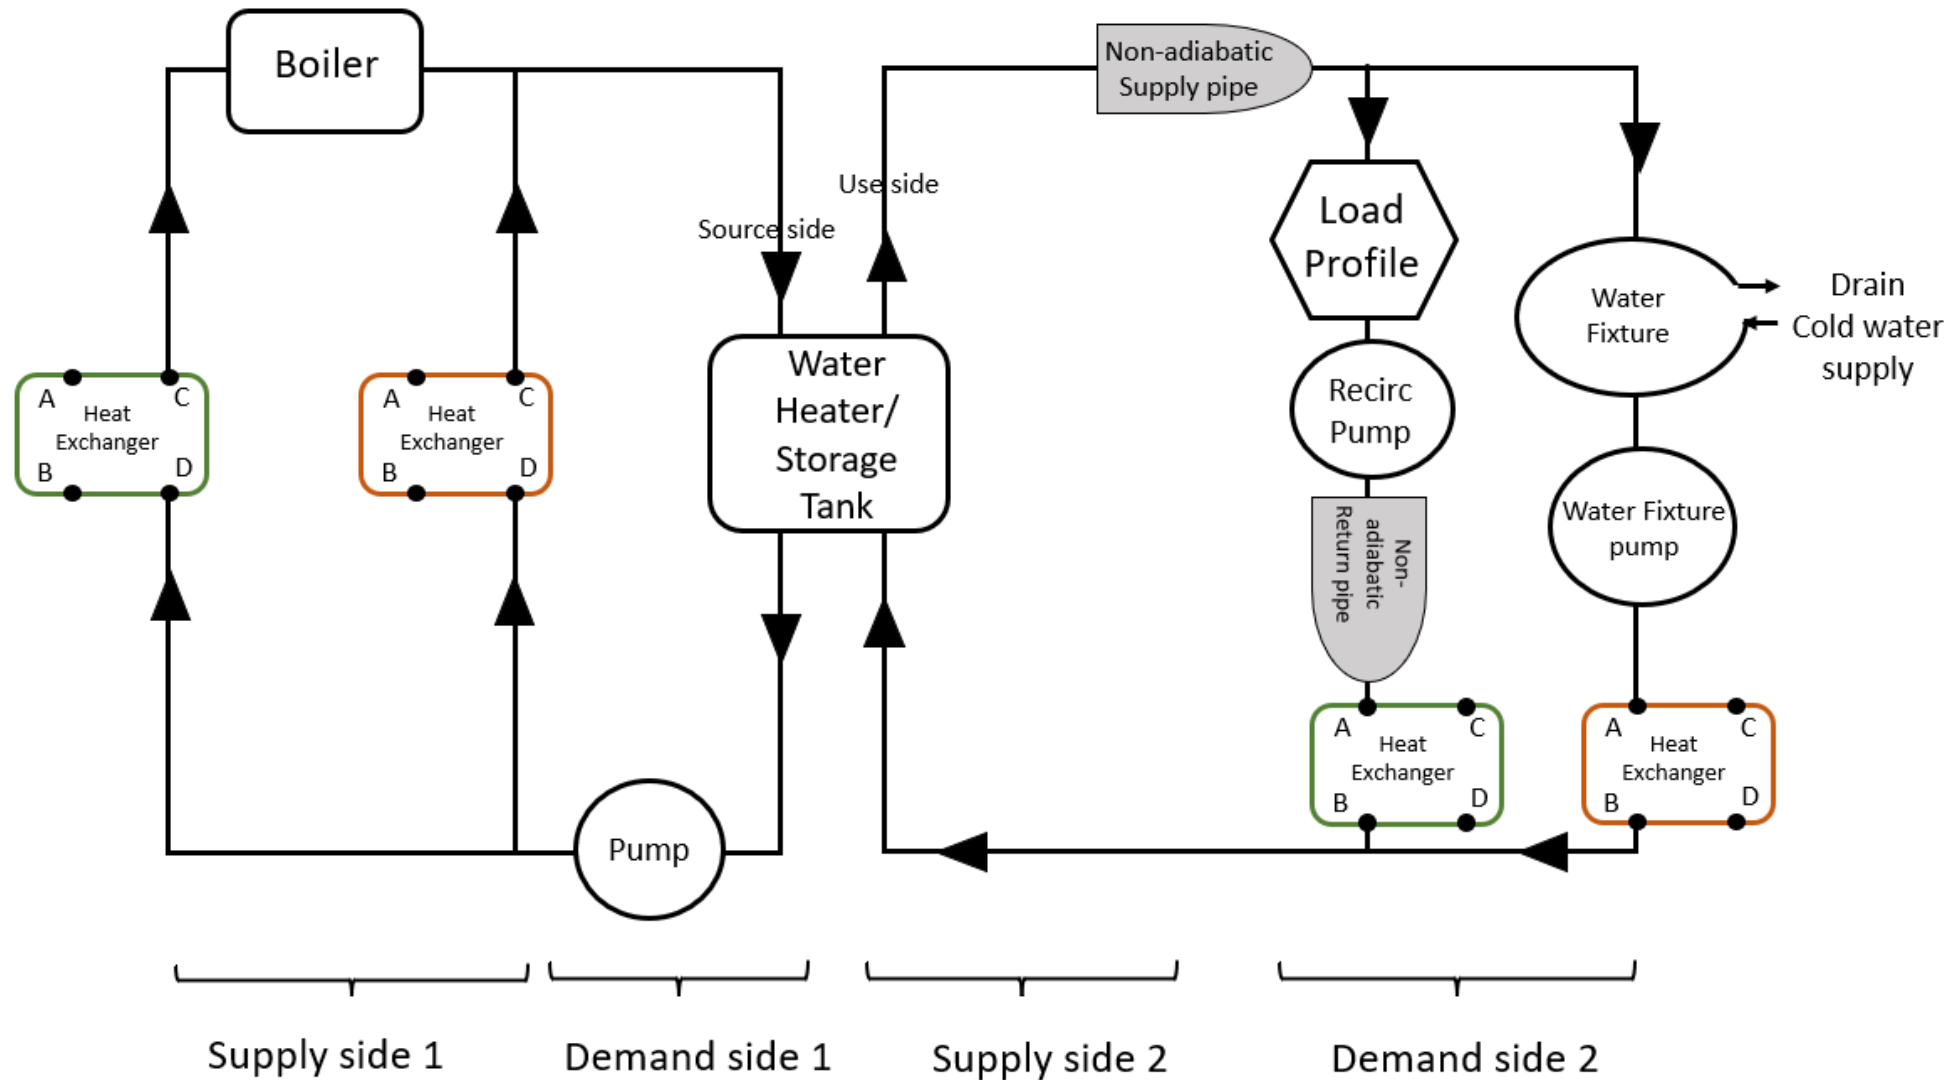 Boiler
Non-adiabatic
Supply pipe
Use side
Source side
Load
Profile
Water
Fixture
Drain
Cold water
supply
Water
Heater/
Storage
Tank
Recirc
Pump
A
C
Heat
Exchanger
B
D
A
C
Heat
Exchanger
B
D
Non-
adiabatic
Return pipe
Water Fixture
pump
A
C
Heat
Exchanger
B
D
A
C
Heat
Exchanger
B
D
Pump
Supply side 1
Demand side 1
Supply side 2
Demand side 2